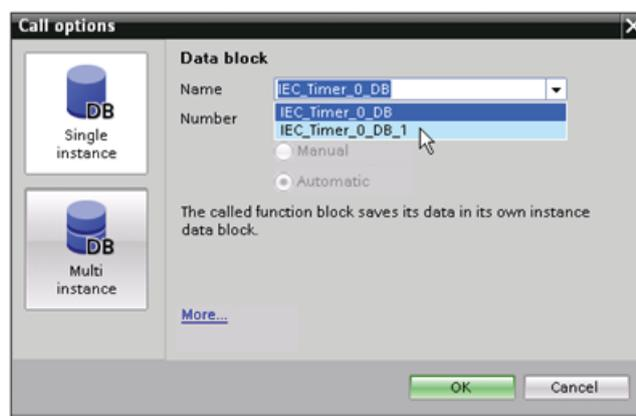 Call options
DB
Single
instance
DB
Multi
instance
Data block
Name
IEC_Timer_0_DB
Number
IEC_Timer_0_DB
IEC_Timer_0_DB_1
Manual
Automatic
The called function block saves its data in its own instance
data block.
More...
OK
Cancel